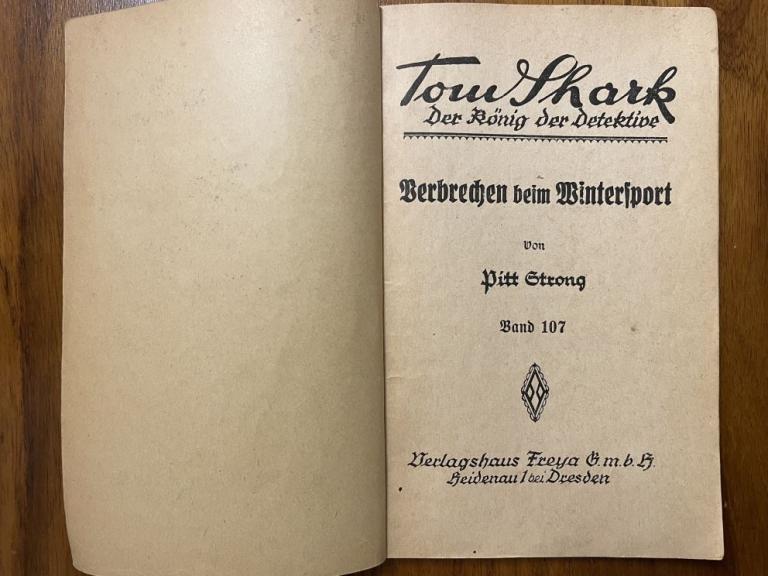 Tom Shark
Der König der Detektive
Verbrechen beim Wintersport
von
Pitt Strong
Band 107
Verlagshaus Freya G.m.b.H.
Heidenau 1 bei Dresden